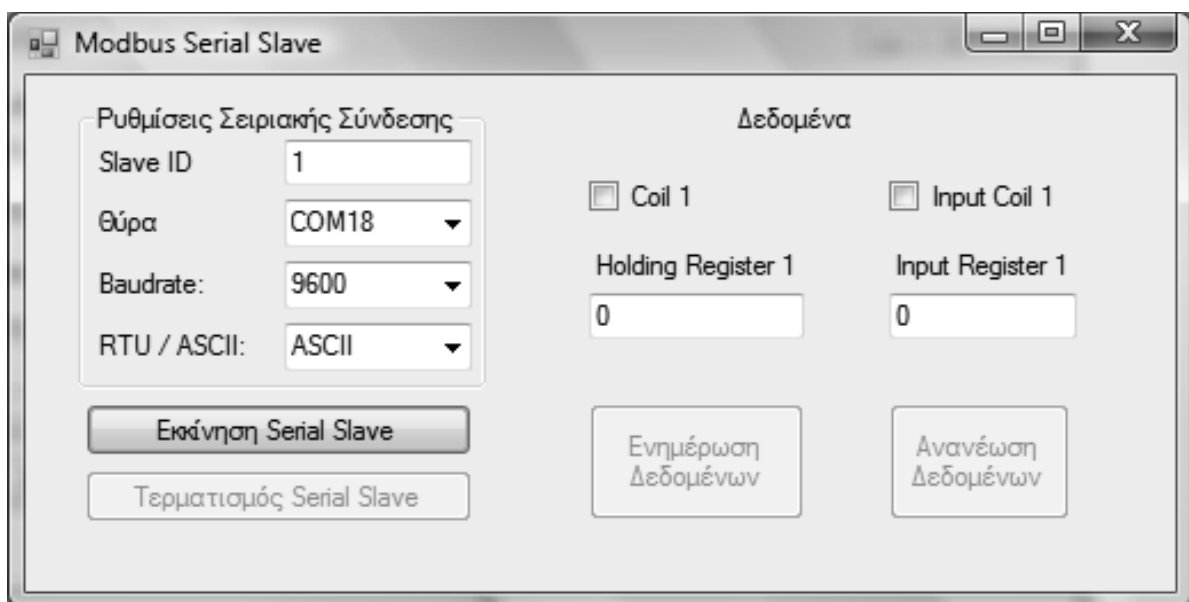 Modbus Serial Slave
Ρυθμίσεις Σειριακής Σύνδεσης
Slave ID 1
Θύρα COM18
Baudrate: 9600
RTU / ASCII: ASCII
Εκκίνηση Serial Slave
Τερματισμός Serial Slave
Δεδομένα
Coil 1
Input Coil 1
Holding Register 1
Input Register 1
0
0
Ενημέρωση
Δεδομένων
Ανανέωση
Δεδομένων